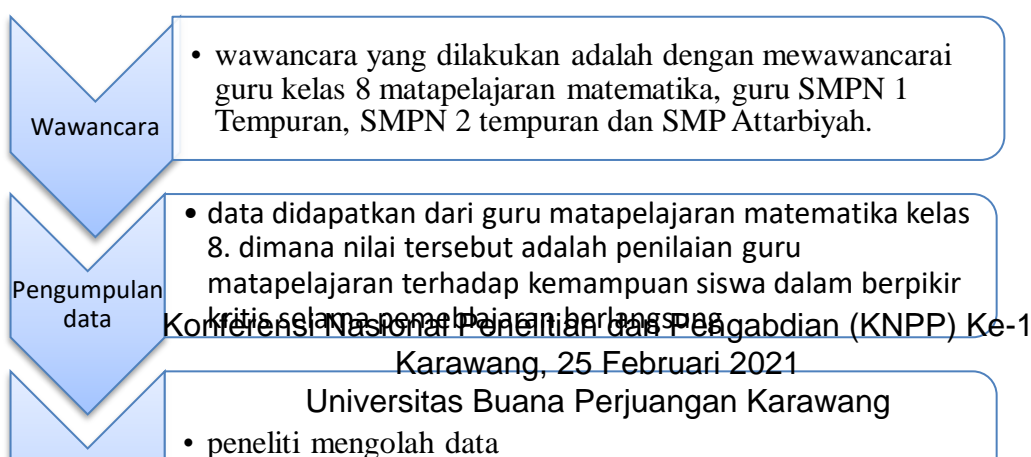 Wawancara
• wawancara yang dilakukan adalah dengan mewawancarai
guru kelas 8 matapelajaran matematika, guru SMPN 1
Tempuran, SMPN 2 tempuran dan SMP Attarbiyah.
Pengumpulan
data
• data didapatkan dari guru matapelajaran matematika kelas
8. dimana nilai tersebut adalah penilaian guru
matapelajaran terhadap kemampuan siswa dalam berpikir
kritis selama berlangsung
Konferensi Nasional Penelitian dan Pengabdian (KNPP) Ke-1
Karawang, 25 Februari 2021
Universitas Buana Perjuangan Karawang
• peneliti mengolah data